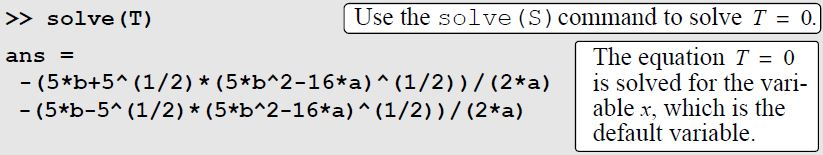 >> solve(T)
Use the solve(S) command to solve T = 0.
ans =
-(5*b+5^(1/2)*(5*b^2-16*a)^(1/2))/(2*a)
-(5*b-5^(1/2)*(5*b^2-16*a)^(1/2))/(2*a)
The equation T = 0
is solved for the vari-
able x, which is the
default variable.